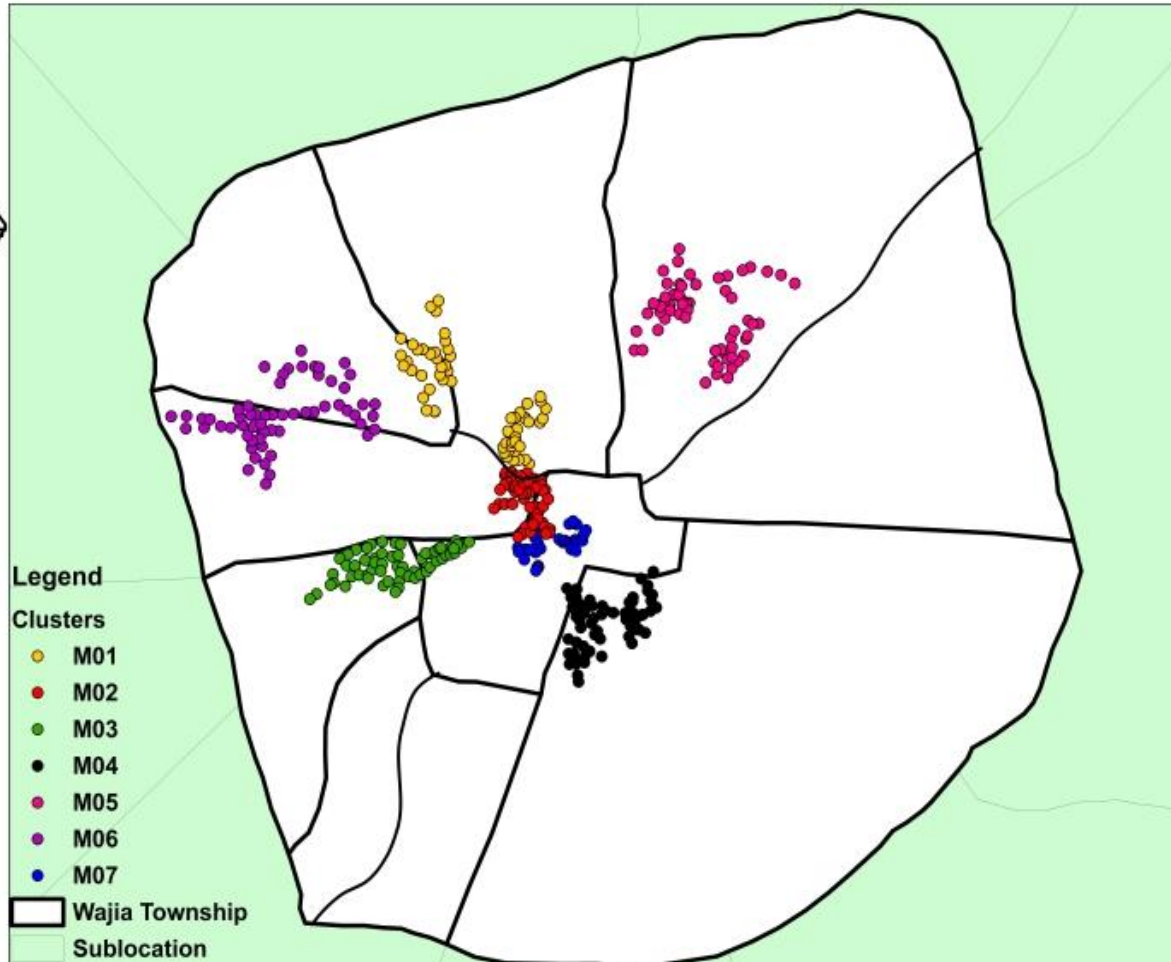 Legend
Clusters
M01
M02
M03
M04
M05
M06
M07
Wajia Township
Sublocation